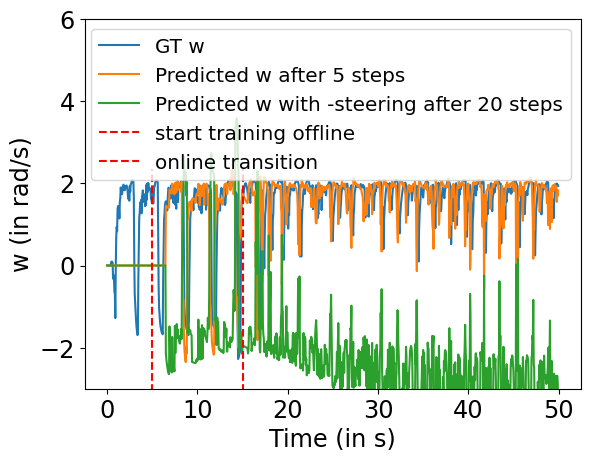 6
4
2
0
−2
w (in rad/s)
GT w
Predicted w after 5 steps
Predicted w with -steering after 20 steps
start training offline
online transition
0 10 20 30 40 50
Time (in s)